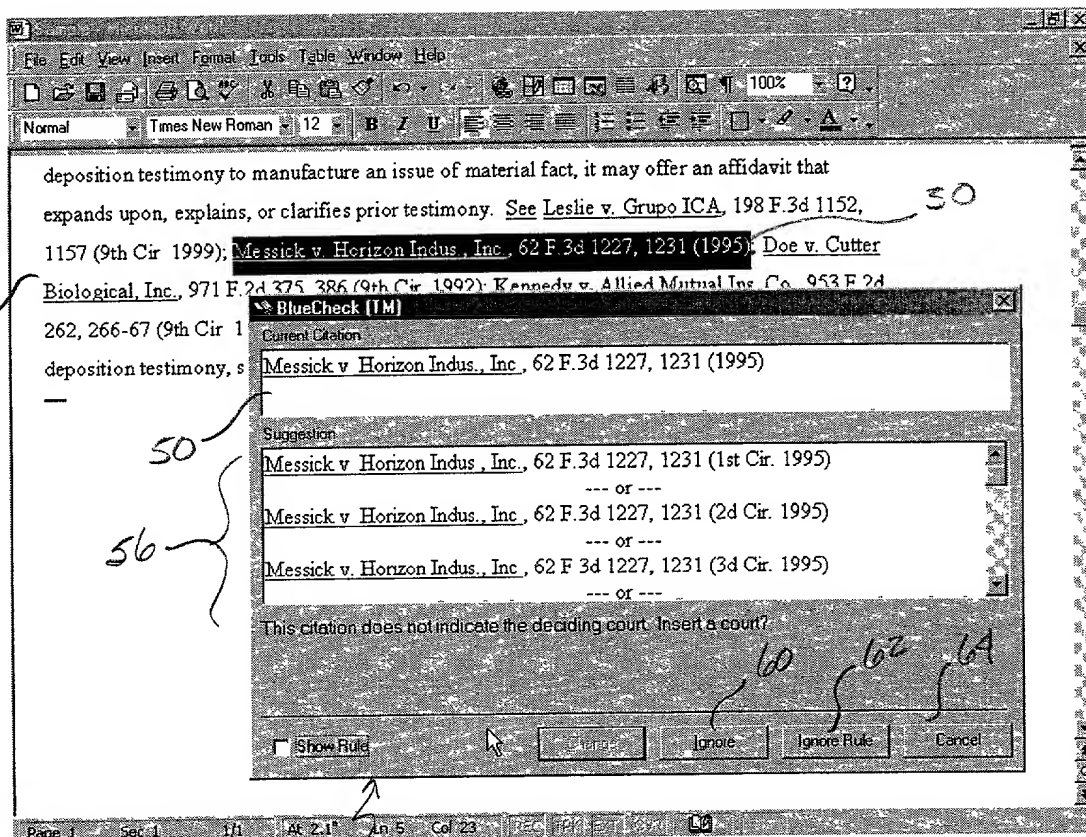 File Edit View Insert Format Tools Table Window Help
100%
Normal Times New Roman 12 B I U
deposition testimony to manufacture an issue of material fact, it may offer an affidavit that
expands upon, explains, or clarifies prior testimony. See Leslie v. Grupo ICA, 198 F.3d 1152,
50
1157 (9th Cir 1999); Messick v. Horizon Indus., Inc., 62 F.3d 1227, 1231 (1995); Doe v. Cutter
Biological, Inc., 971 F.2d 375, 386 (9th Cir. 1992); Kennedy v. Allied Mutual Ins. Co., 953 F.2d
262, 266-67 (9th Cir 1
deposition testimony, s
BlueCheck [TM]
Current Citation
Messick v Horizon Indus., Inc, 62 F.3d 1227, 1231 (1995)
50
Suggestion
Messick v Horizon Indus, Inc., 62 F.3d 1227, 1231 (1st Cir. 1995)
--- or ---
Messick v Horizon Indus., Inc, 62 F.3d 1227, 1231 (2d Cir. 1995)
--- or ---
Messick v. Horizon Indus., Inc, 62 F 3d 1227, 1231 (3d Cir. 1995)
--- or ---
56
This citation does not indicate the deciding court. Insert a court?
60 62 64
Show Rule Change Ignore Ignore Rule Cancel
Page 1 Sec 1 1/1 At 2.1" Ln 5 Col 23 REC TRK EXT OVR